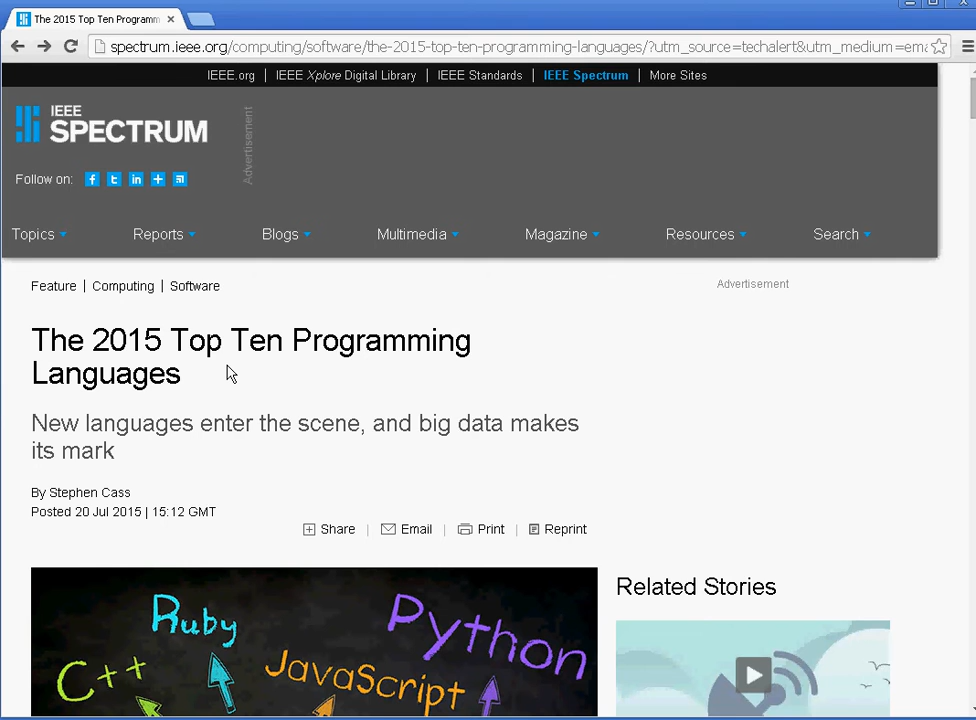 The 2015 Top Ten Programm
spectrum.ieee.org/computing/software/the-2015-top-ten-programming-languages/?utm_source=techalert&utm_medium=ema
IEEE.org | IEEE Xplore Digital Library | IEEE Standards | IEEE Spectrum | More Sites
IEEE
SPECTRUM
Advertisement
Follow on:
Topics Reports Blogs Multimedia Magazine Resources Search
Feature | Computing | Software
Advertisement
The 2015 Top Ten Programming
Languages
New languages enter the scene, and big data makes
its mark
By Stephen Cass
Posted 20 Jul 2015 | 15:12 GMT
Share | Email | Print | Reprint
Related Stories
Ruby
Python
C++
JavaScript